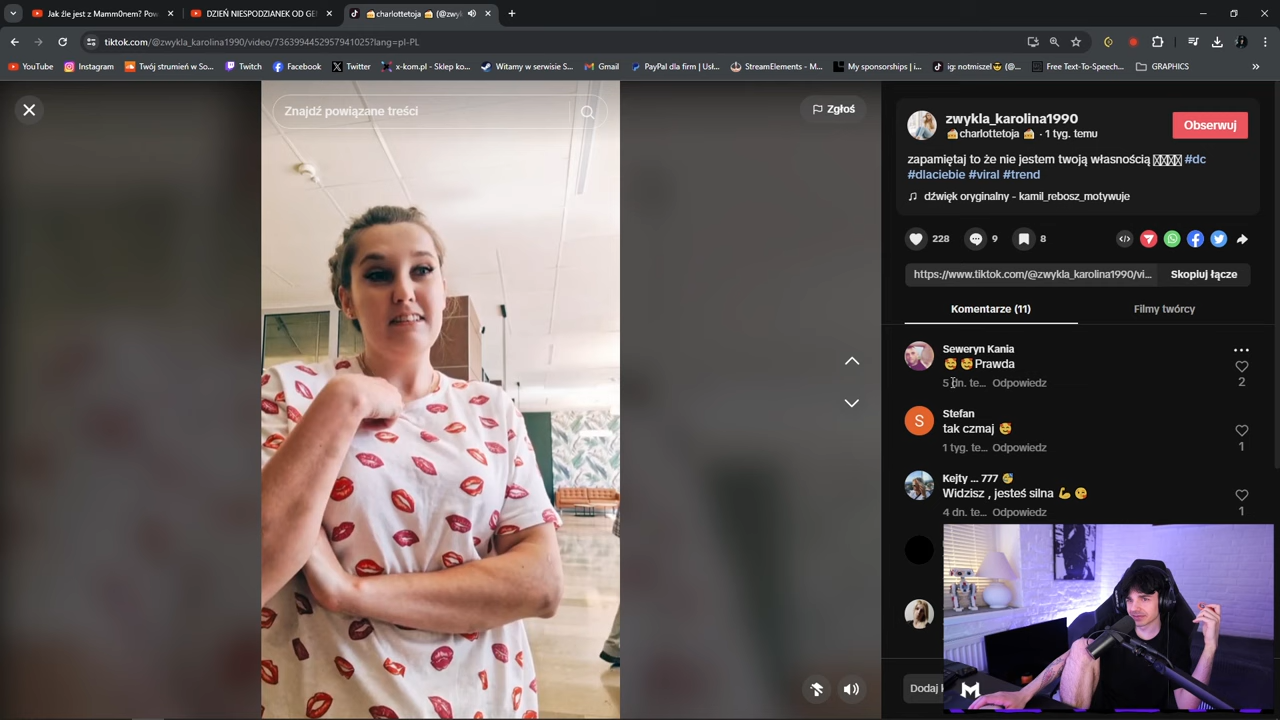 Jak źle jest z Mamm0nem? Pow
DZIEŃ NIESPODZIANEK OD GEN
charlottetoja (@zwyk
tiktok.com/@zwykla_karolina1990/video/7363994452957941025?lang=pl-PL
YouTube
Instagram
Twój strumień w So...
Twitch
Facebook
Twitter
x-kom.pl - Sklep ko...
Witamy w serwisie S...
Gmail
PayPal dla firm | Usł...
StreamElements - M...
My sponsorships | ...
ig: notmiszel😎 (@...
Free Text-To-Speech...
GRAPHICS
Znajdź powiązane treści
Zgłoś
zwykla_karolina1990
charlottetoja · 1 tyg. temu
Obserwuj
zapamiętaj to że nie jestem twoją własnością #dc
#dlaciebie #viral #trend
dźwięk oryginalny - kamil_rebosz_motywuje
228
9
8
https://www.tiktok.com/@zwykla_karolina1990/vi...
Skopiuj łącze
Komentarze (11)
Filmy twórcy
Seweryn Kania
🥰 🥰Prawda
5 dn. te... Odpowiedz
2
S
Stefan
tak czmaj 🥰
1 tyg. te... Odpowiedz
1
Kejty ... 777 😴
Widzisz , jesteś silna 💪 😘
4 dn. te... Odpowiedz
1
Dodaj k
M